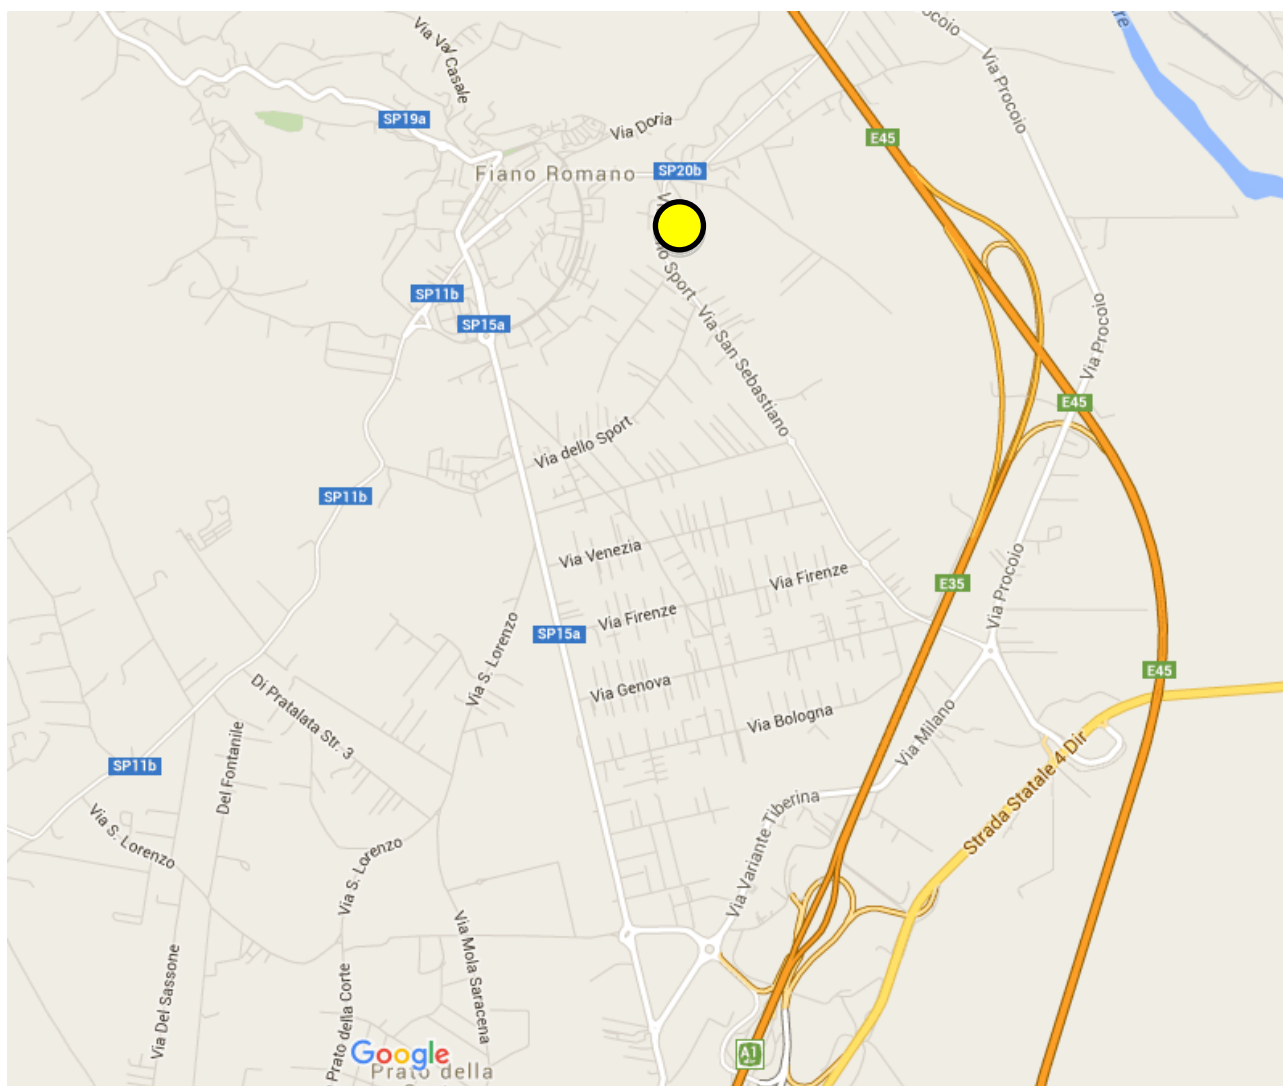 Via Val Casale
ocoio
Via Procoio
SP19a
Via Doria
E45
Fiano Romano
SP20b
SP11b
Via Procoio
SP15a
Sport
Via San Sebastiano
E45
Via dello Sport
SP11b
Via Venezia
Via Firenze
E35
Via Procoio
Via Firenze
SP15a
Via S. Lorenzo
E45
Di Pratalata Str. 3
Via Genova
Via Bologna
Via Milano
Del Fontanile
SP11b
Strada Statale 4 Dir
Via S. Lorenzo
Via Variante Tiberina
Via S. Lorenzo
Via Mola Saracena
Via Del Sassone
Prato della Corte
A1
Google
Prato della